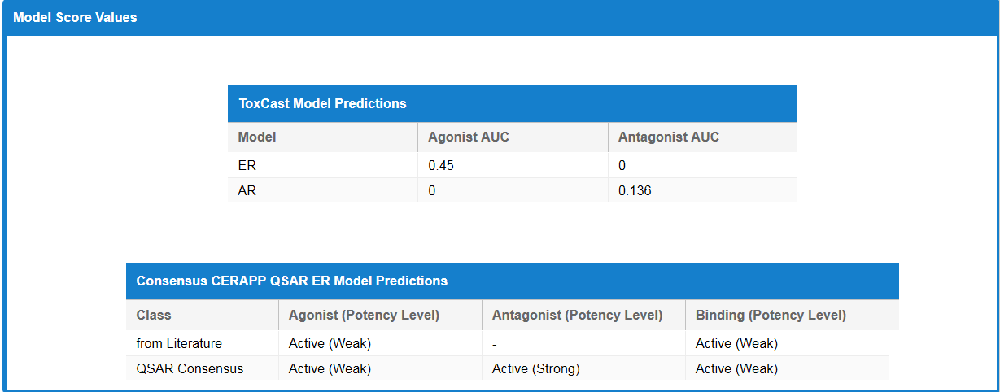 Model Score Values
ToxCast Model Predictions
Model Agonist AUC Antagonist AUC
ER 0.45 0
AR 0 0.136
Consensus CERAPP QSAR ER Model Predictions
Class Agonist (Potency Level) Antagonist (Potency Level) Binding (Potency Level)
from Literature Active (Weak) - Active (Weak)
QSAR Consensus Active (Weak) Active (Strong) Active (Weak)